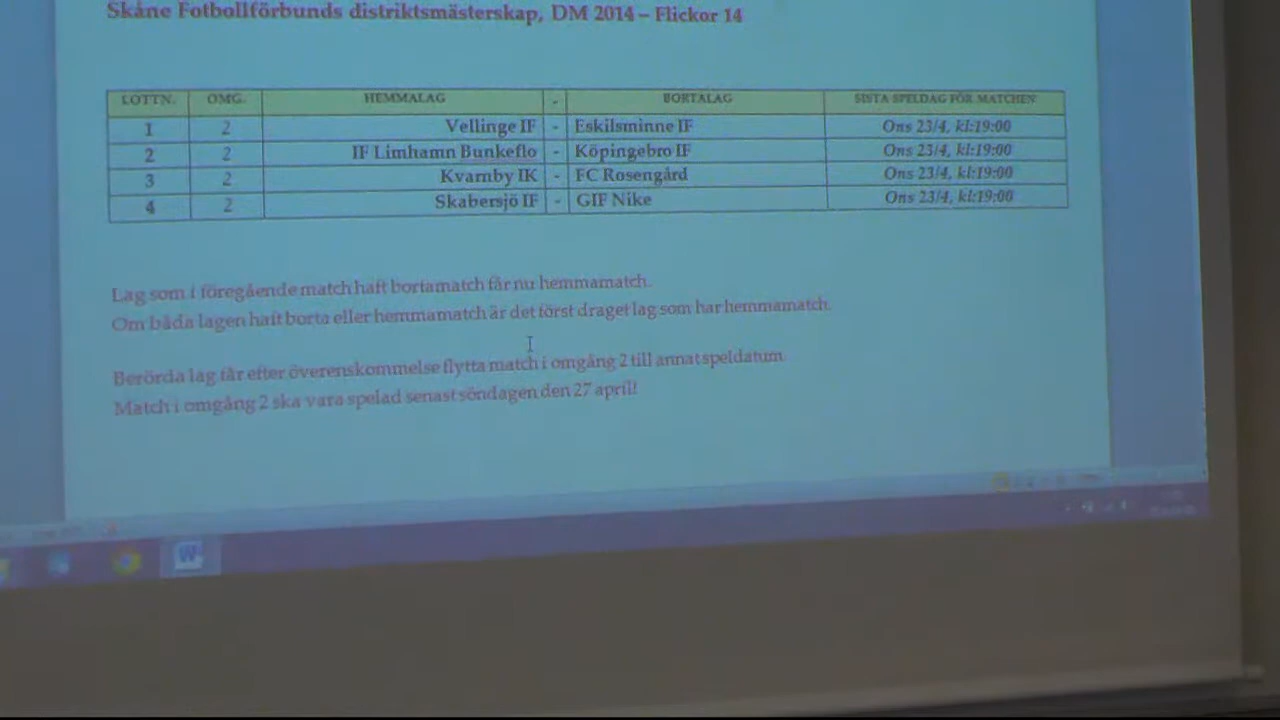 Skåne Fotbollförbunds distriktsmästerskap, DM 2014 – Flickor 14
LOTTN. OMG. HEMMALAG - BORTALAG SISTA SPELDAG FÖR MATCHEN
1 2 Vellinge IF - Eskilsminne IF Ons 23/4, kl:19:00
2 2 IF Limhamn Bunkeflo - Köpingebro IF Ons 23/4, kl:19:00
3 2 Kvarnby IK - FC Rosengård Ons 23/4, kl:19:00
4 2 Skabersjö IF - GIF Nike Ons 23/4, kl:19:00
Lag som i föregående match haft bortamatch får nu hemmamatch.
Om båda lagen haft borta eller hemmamatch är det först draget lag som har hemmamatch.
Berörda lag får efter överenskommelse flytta match i omgång 2 till annat speldatum
Match i omgång 2 ska vara spelad senast söndagen den 27 april!